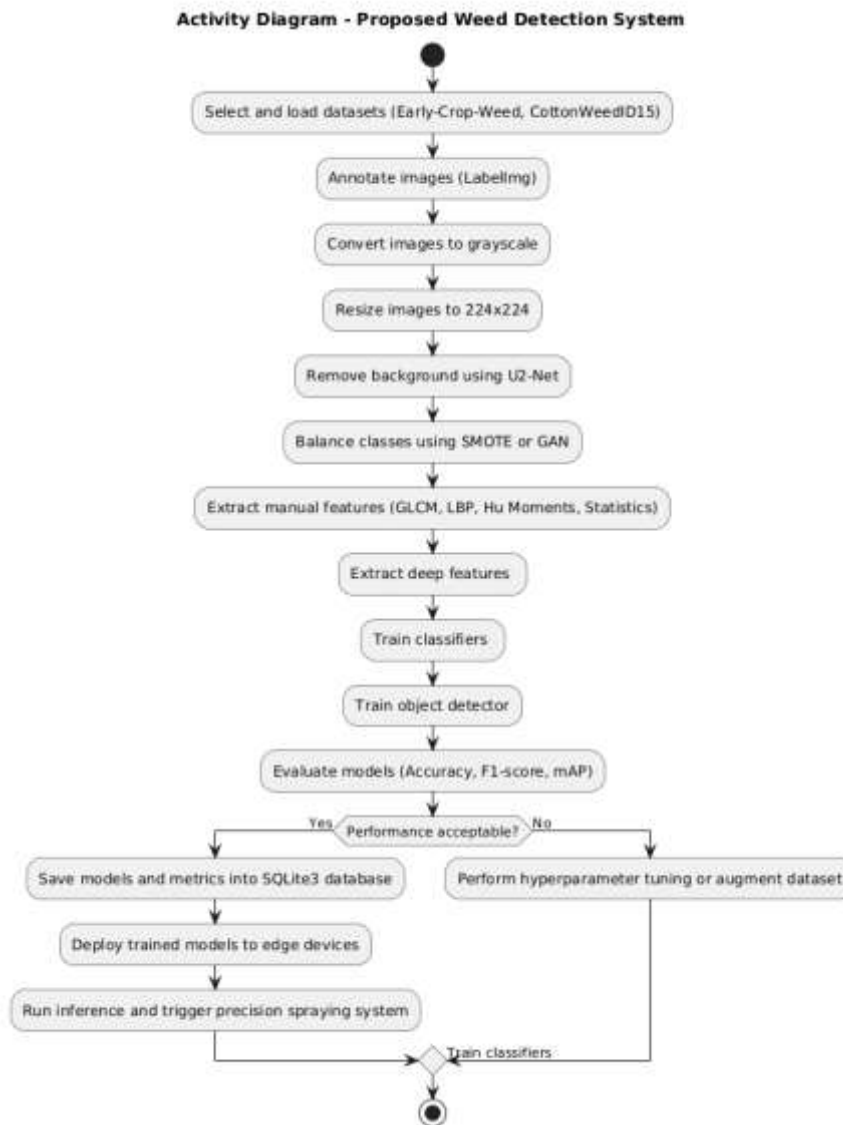 Activity Diagram - Proposed Weed Detection System
Select and load datasets (Early-Crop-Weed, CottonWeedID15)
Annotate images (LabelImg)
Convert images to grayscale
Resize images to 224x224
Remove background using U2-Net
Balance classes using SMOTE or GAN
Extract manual features (GLCM, LBP, Hu Moments, Statistics)
Extract deep features
Train classifiers
Train object detector
Evaluate models (Accuracy, F1-score, mAP)
Yes
Performance acceptable?
No
Save models and metrics into SQLite3 database
Perform hyperparameter tuning or augment dataset
Deploy trained models to edge devices
Run inference and trigger precision spraying system
Train classifiers